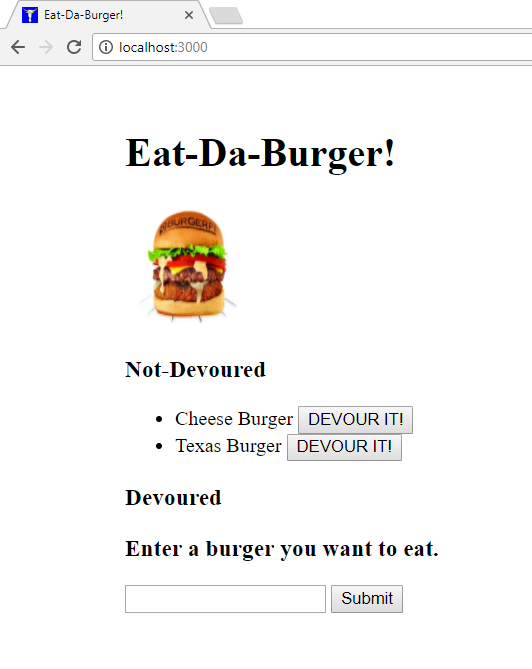 Eat-Da-Burger!
localhost:3000
Eat-Da-Burger!
BURGERFI
Not-Devoured
Cheese Burger DEVOUR IT!
Texas Burger DEVOUR IT!
Devoured
Enter a burger you want to eat.
Submit